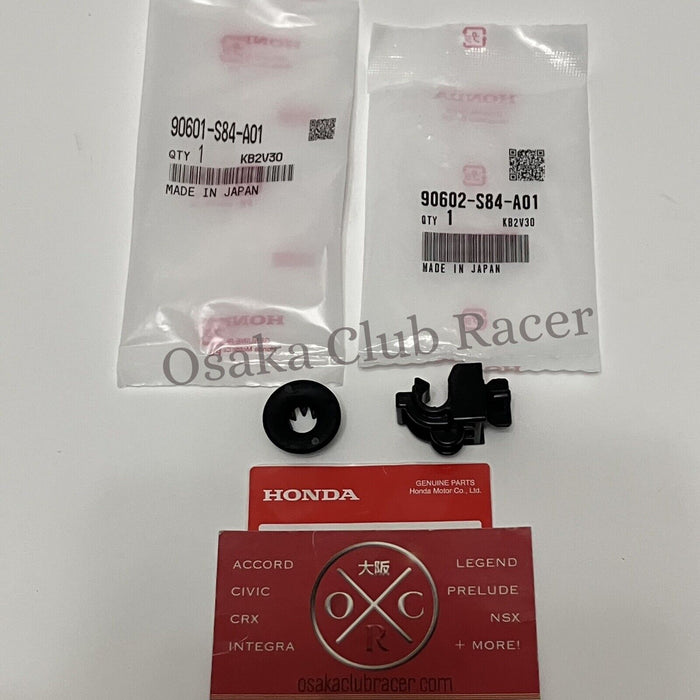 90601-S84-A01
QTY 1 KB2V30
MADE IN JAPAN
HONDA
90602-S84-A01
QTY 1 KB2V30
MADE IN JAPAN
HONDA
Osaka Club Racer
HONDA
GENUINE PARTS
Honda Motor Co., Ltd.
ACCORD
CIVIC
CRX
INTEGRA
大阪
O C
R
LEGEND
PRELUDE
NSX
+ MORE!
osakaclubracer.com